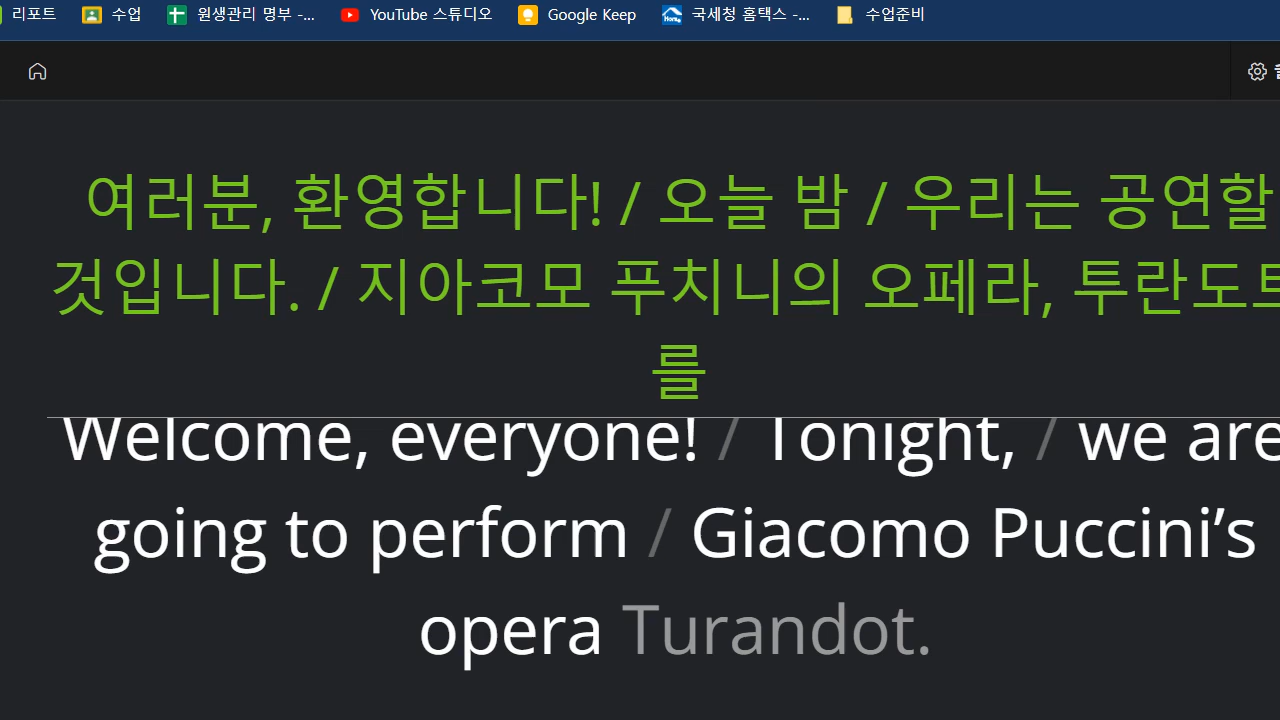 리포트 수업 원생관리 명부 -... YouTube 스튜디오 Google Keep 국세청 홈택스 -... 수업준비
여러분, 환영합니다! / 오늘 밤 / 우리는 공연할
것입니다. / 지아코모 푸치니의 오페라, 투란도트
를
Welcome, everyone! / Tonight, / we are
going to perform / Giacomo Puccini’s
opera Turandot.